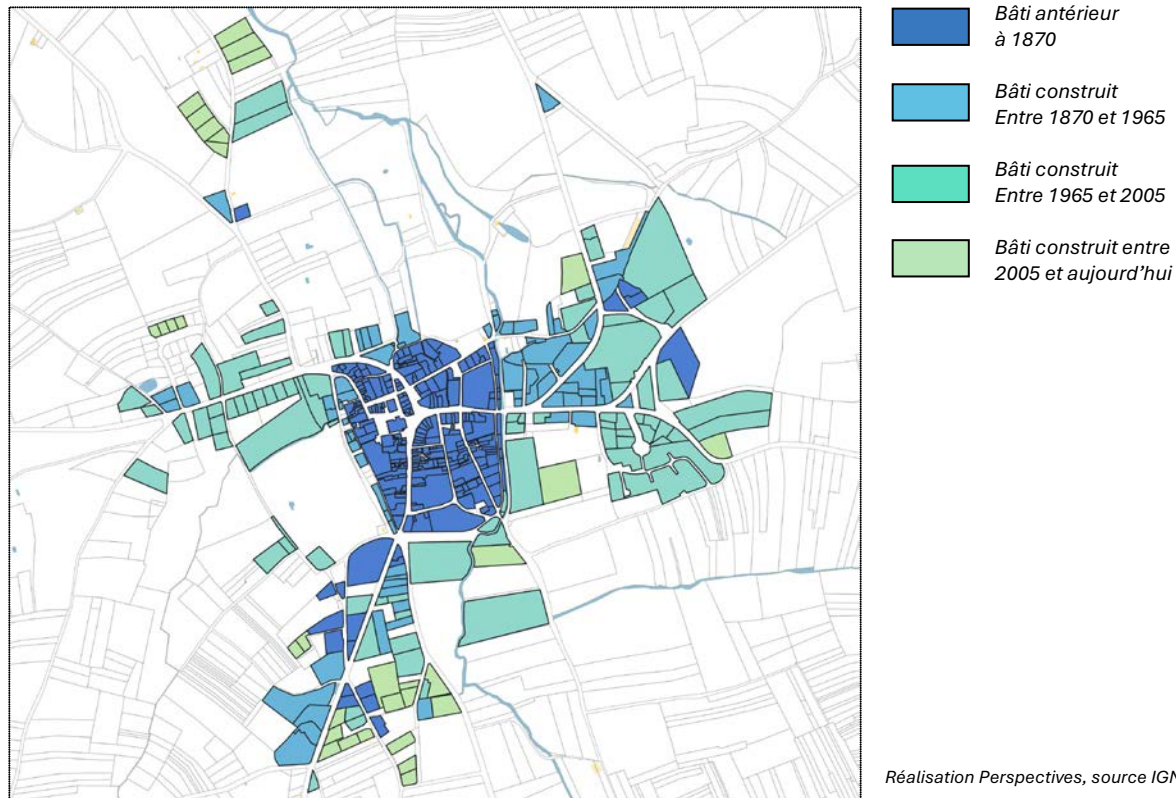 Bâti antérieur
à 1870
Bâti construit
Entre 1870 et 1965
Bâti construit
Entre 1965 et 2005
Bâti construit entre
2005 et aujourd’hui
Réalisation Perspectives, source IGN